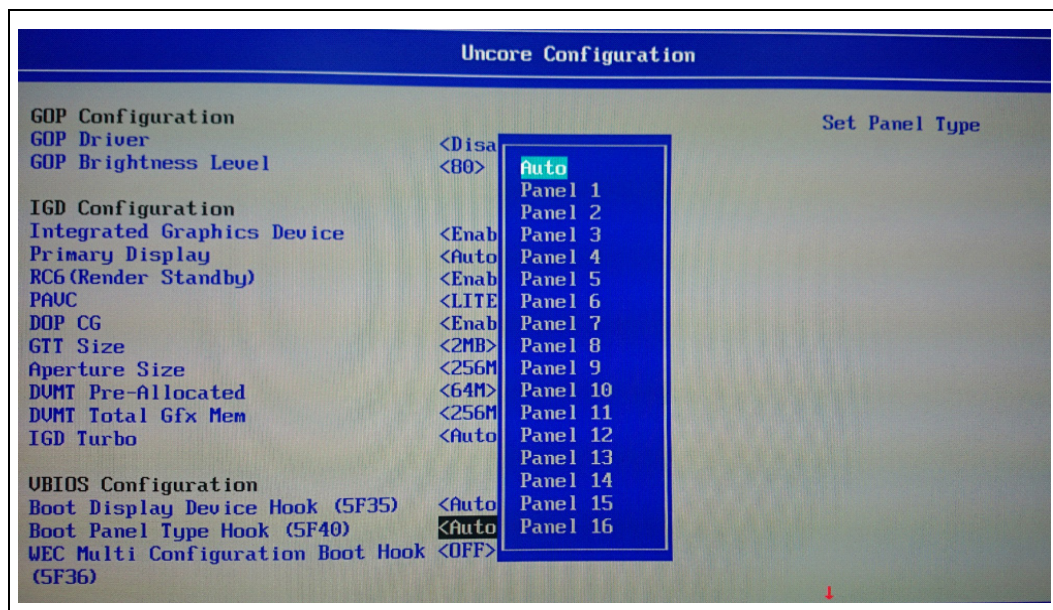 Uncore Configuration
GOP Configuration
Set Panel Type
GOP Driver <Disa
GOP Brightness Level <80>
IGD Configuration
Integrated Graphics Device <Enab
Primary Display <Auto
RC6(Render Standby) <Enab
PAVC <LITE
DOP CG <Enab
GTT Size <2MB>
Aperture Size <256M
DVMT Pre-Allocated <64M>
DVMT Total Gfx Mem <256M
IGD Turbo <Auto
VBIOS Configuration
Boot Display Device Hook (5F35) <Auto
Boot Panel Type Hook (5F40) <Auto
WEC Multi Configuration Boot Hook <OFF>
(5F36)
Auto
Panel 1
Panel 2
Panel 3
Panel 4
Panel 5
Panel 6
Panel 7
Panel 8
Panel 9
Panel 10
Panel 11
Panel 12
Panel 13
Panel 14
Panel 15
Panel 16